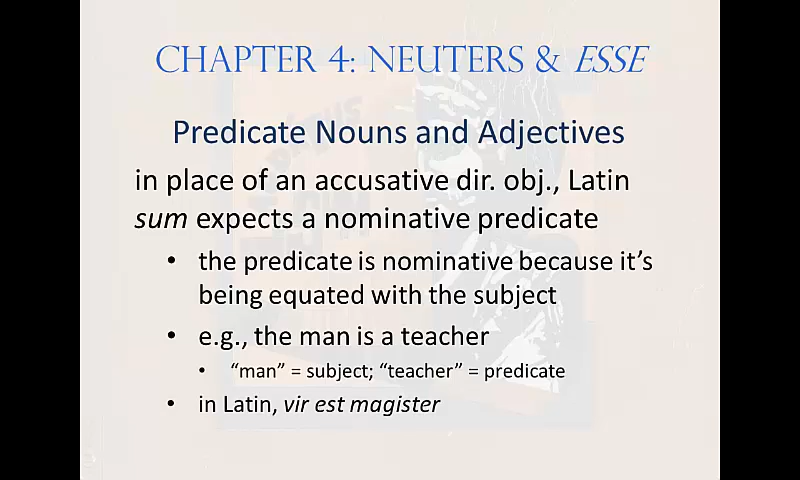 CHAPTER 4: NEUTERS & ESSE
Predicate Nouns and Adjectives
in place of an accusative dir. obj., Latin
sum expects a nominative predicate
• the predicate is nominative because it’s
being equated with the subject
• e.g., the man is a teacher
• “man” = subject; “teacher” = predicate
• in Latin, vir est magister